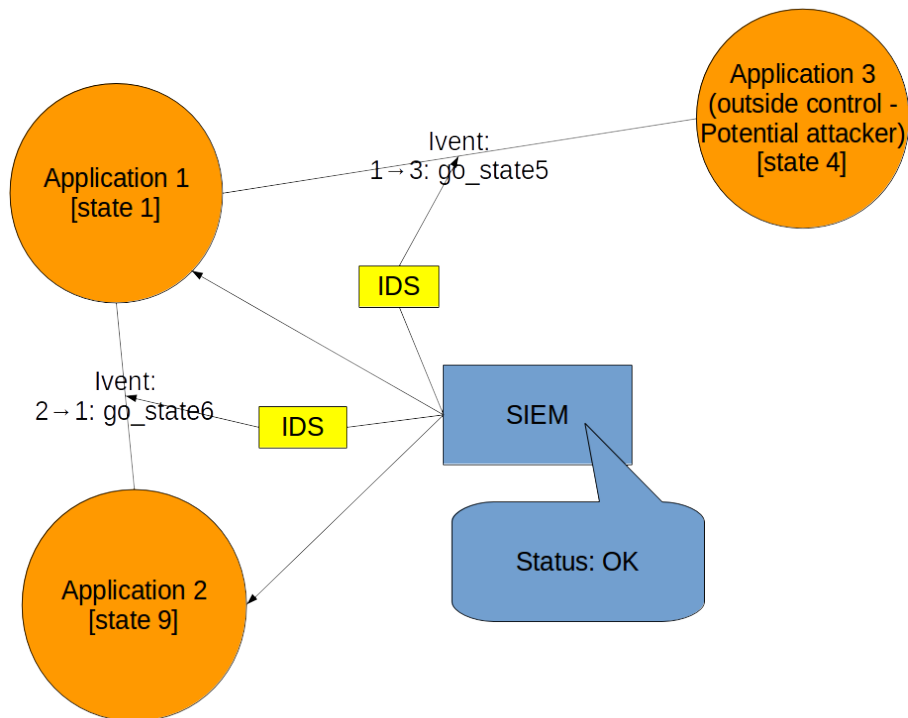 Application 3
(outside control -
Potential attacker)
[state 4]
Ivent:
1→3: go_state5
Application 1
[state 1]
IDS
Ivent:
2→1: go_state6
IDS
SIEM
Status: OK
Application 2
[state 9]